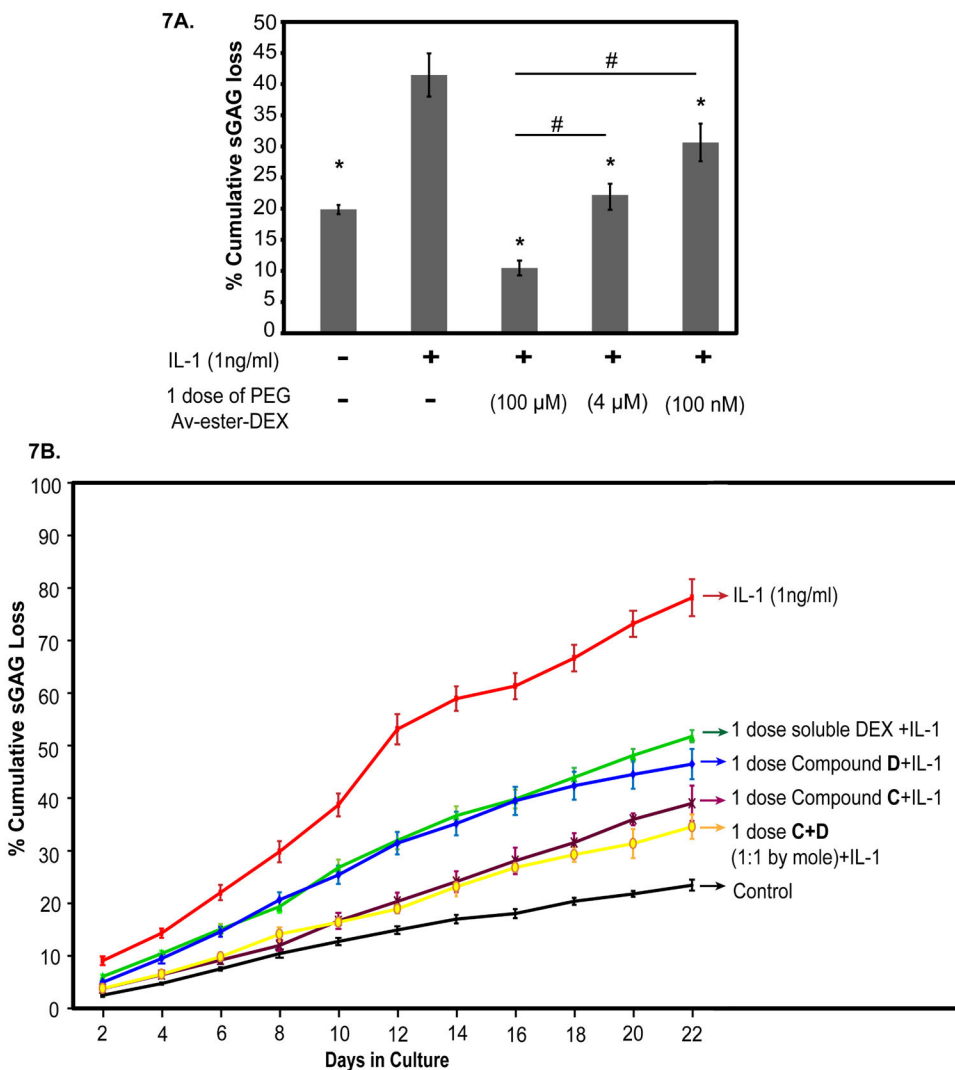 7A.
% Cumulative sGAG loss
50
45
40
35
30
25
20
15
10
5
0
*
*
*
*
#
#
IL-1 (1ng/ml)
- + + + +
1 dose of PEG
Av-ester-DEX
- - (100 µM) (4 µM) (100 nM)
7B.
% Cumulative sGAG Loss
100
90
80
70
60
50
40
30
20
10
0
2 4 6 8 10 12 14 16 18 20 22
Days in Culture
IL-1 (1ng/ml)
1 dose soluble DEX +IL-1
1 dose Compound D+IL-1
1 dose Compound C+IL-1
1 dose C+D
(1:1 by mole)+IL-1
Control